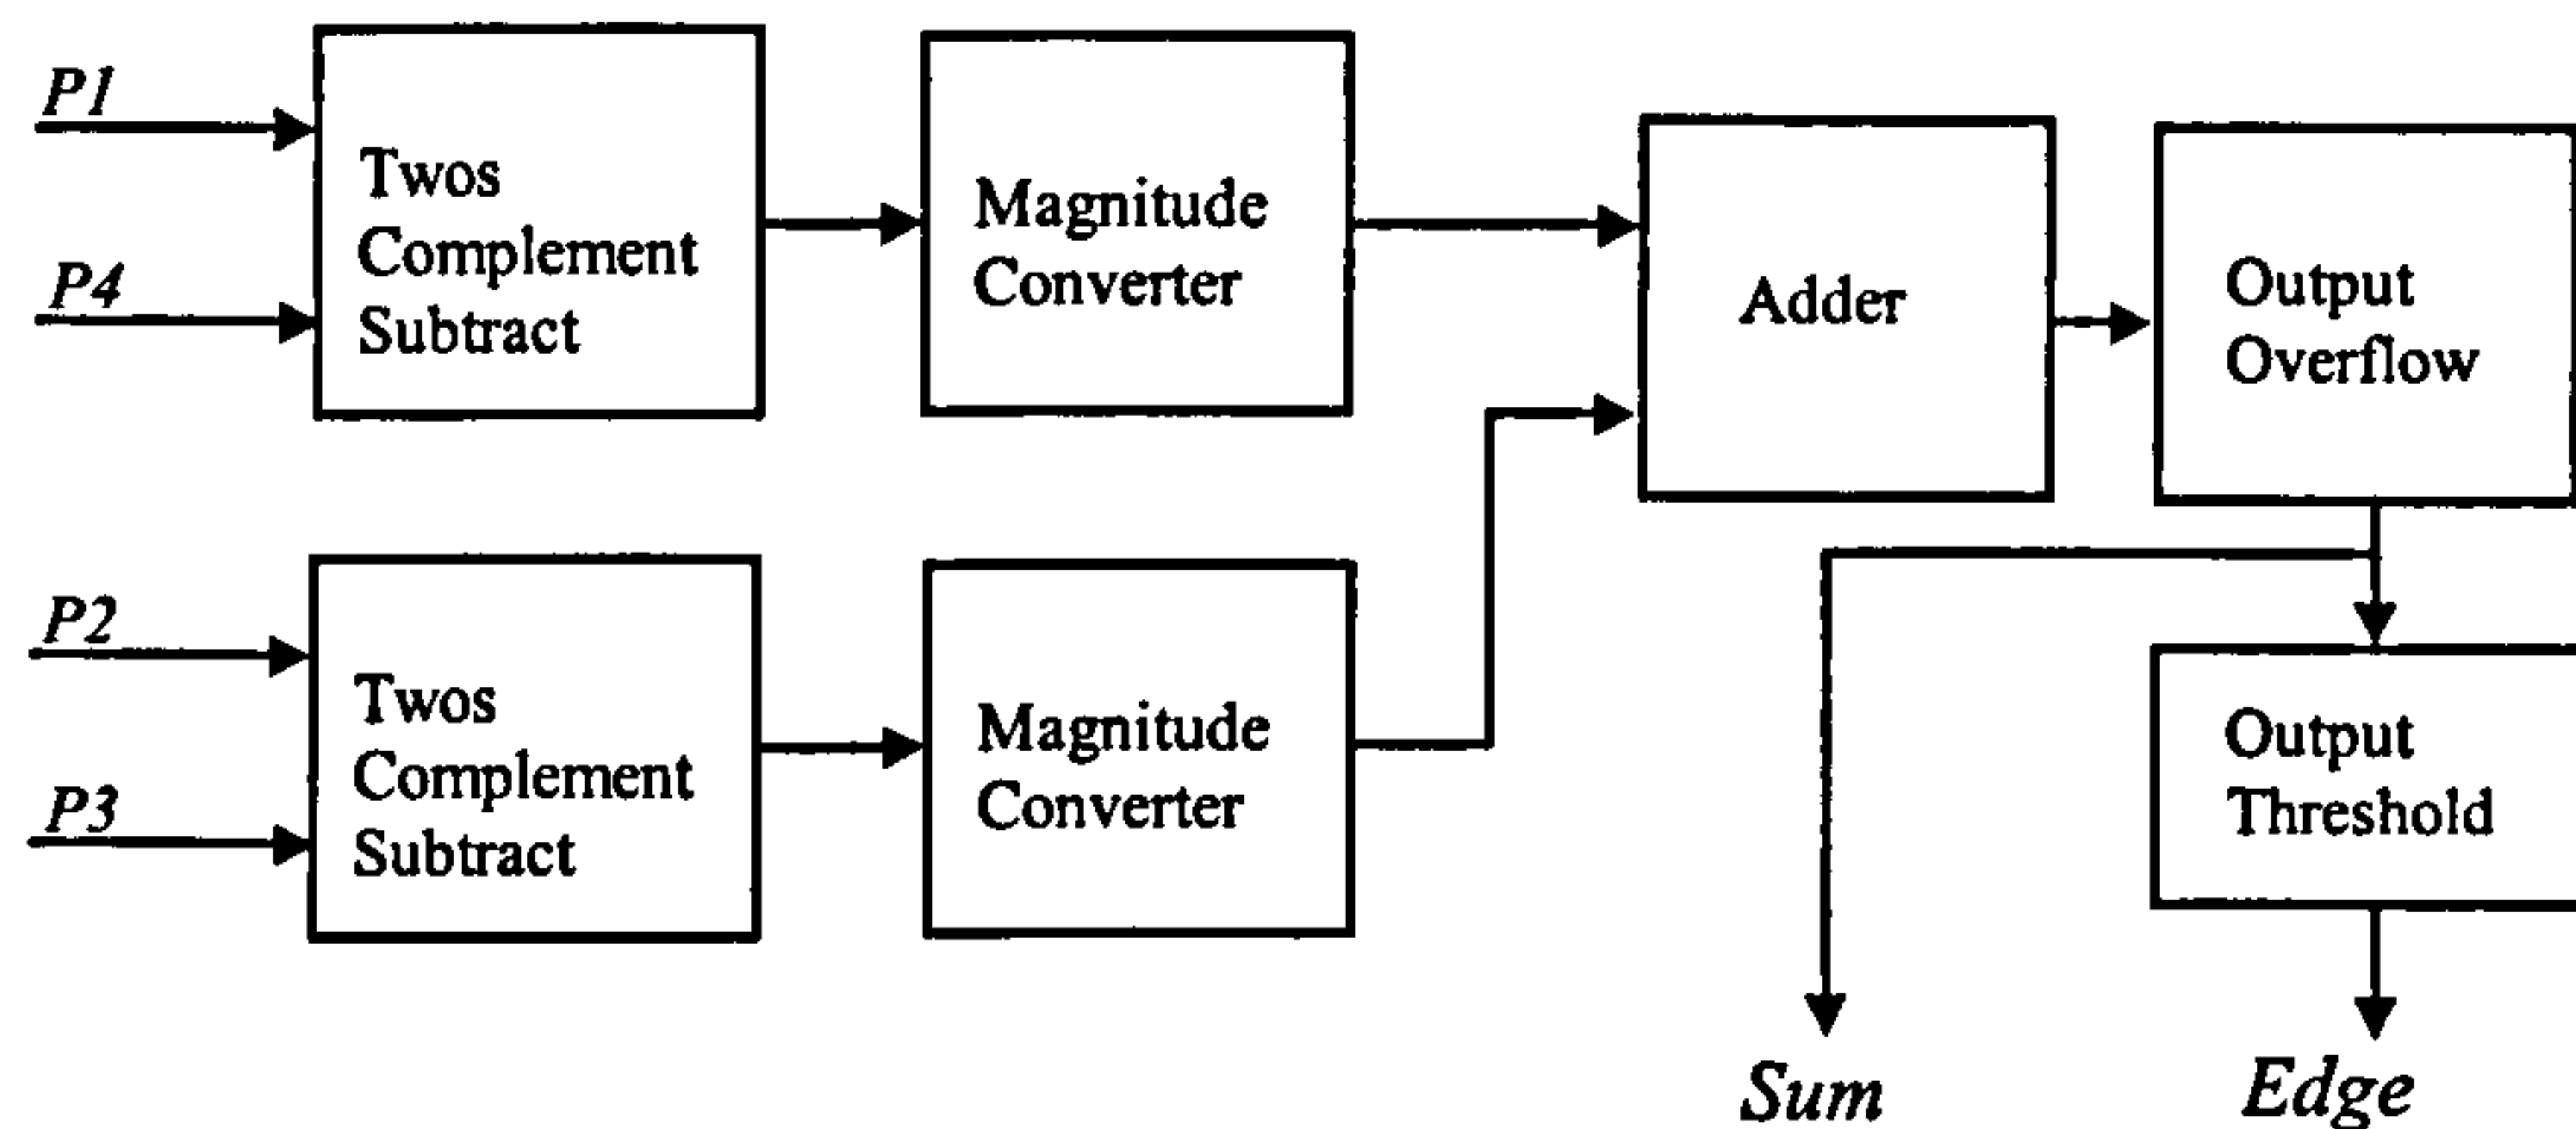 P1
P4
Twos
Complement
Subtract
Magnitude
Converter
Adder
Output
Overflow
P2
P3
Twos
Complement
Subtract
Magnitude
Converter
Output
Threshold
Sum
Edge